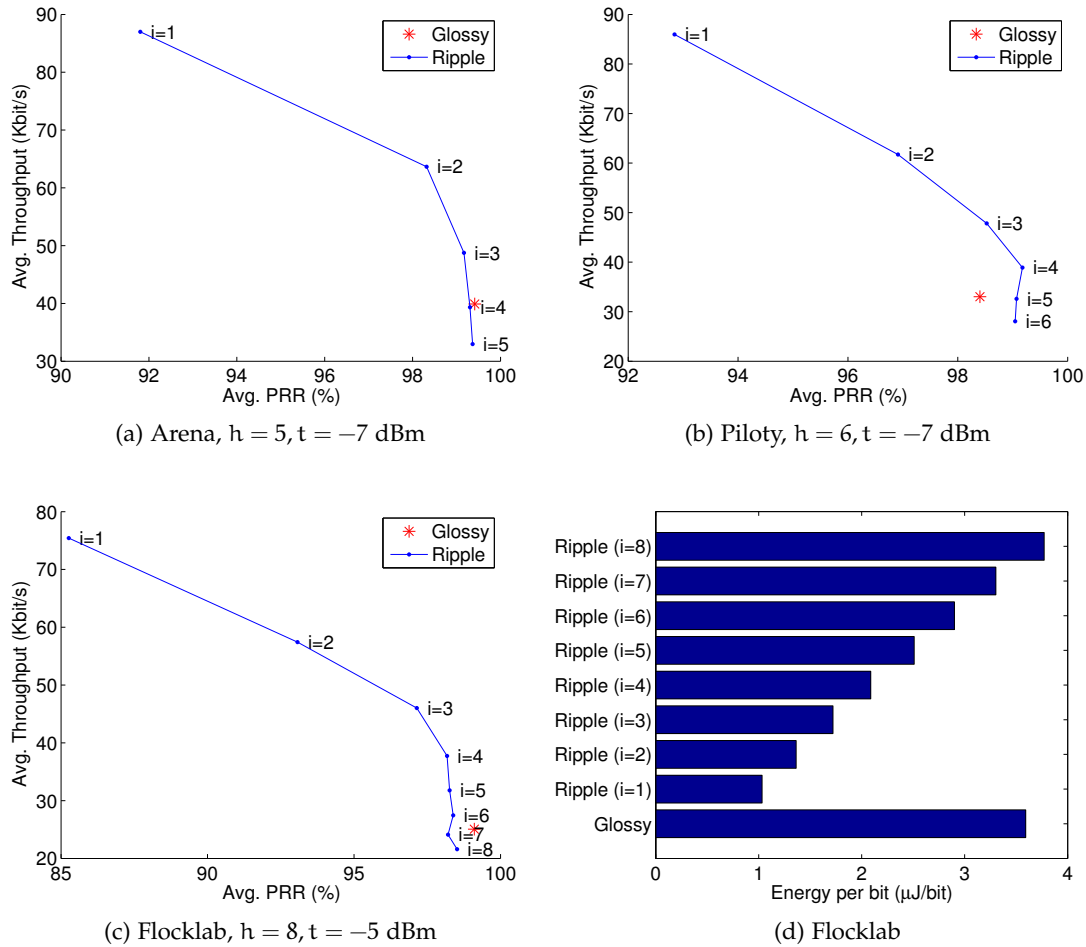 90
80
70
60
50
40
30
Avg. Throughput (Kbit/s)
i=1
i=2
i=3
i=4
i=5
Glossy
Ripple
90 92 94 96 98 100
Avg. PRR (%)
(a) Arena, h = 5, t = −7 dBm
90
80
70
60
50
40
30
20
Avg. Throughput (Kbit/s)
i=1
i=2
i=3
i=4
i=5
i=6
Glossy
Ripple
92 94 96 98 100
Avg. PRR (%)
(b) Piloty, h = 6, t = −7 dBm
80
70
60
50
40
30
20
Avg. Throughput (Kbit/s)
i=1
i=2
i=3
i=4
i=5
i=6
i=7
i=8
Glossy
Ripple
85 90 95 100
Avg. PRR (%)
(c) Flocklab, h = 8, t = −5 dBm
Ripple (i=8)
Ripple (i=7)
Ripple (i=6)
Ripple (i=5)
Ripple (i=4)
Ripple (i=3)
Ripple (i=2)
Ripple (i=1)
Glossy
0 1 2 3 4
Energy per bit (μJ/bit)
(d) Flocklab